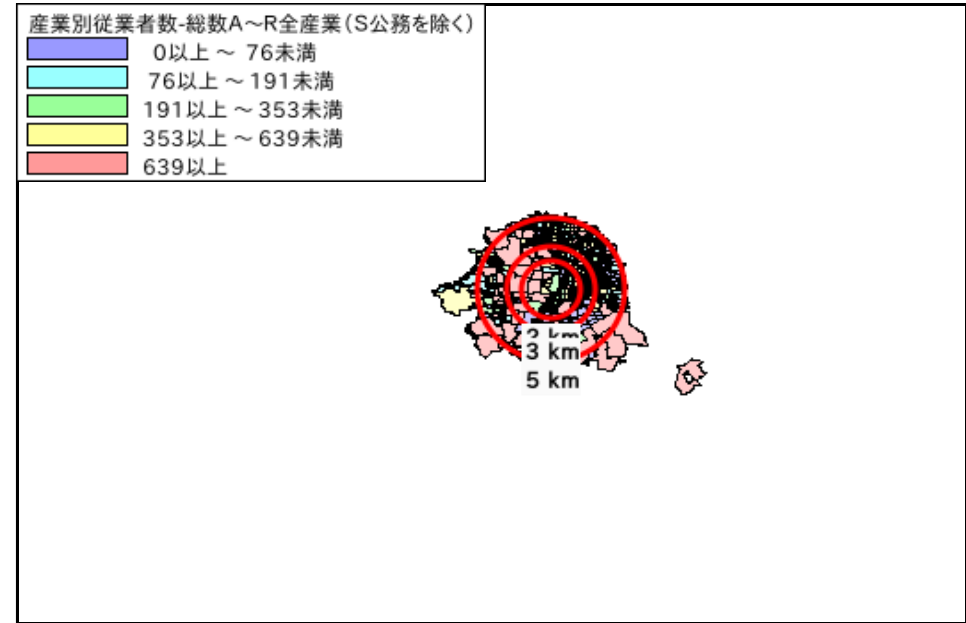 産業別従業者数-総数A～R全産業（S公務を除く）
0以上 ～ 76未満
76以上 ～ 191未満
191以上 ～ 353未満
353以上 ～ 639未満
639以上
3 km
5 km